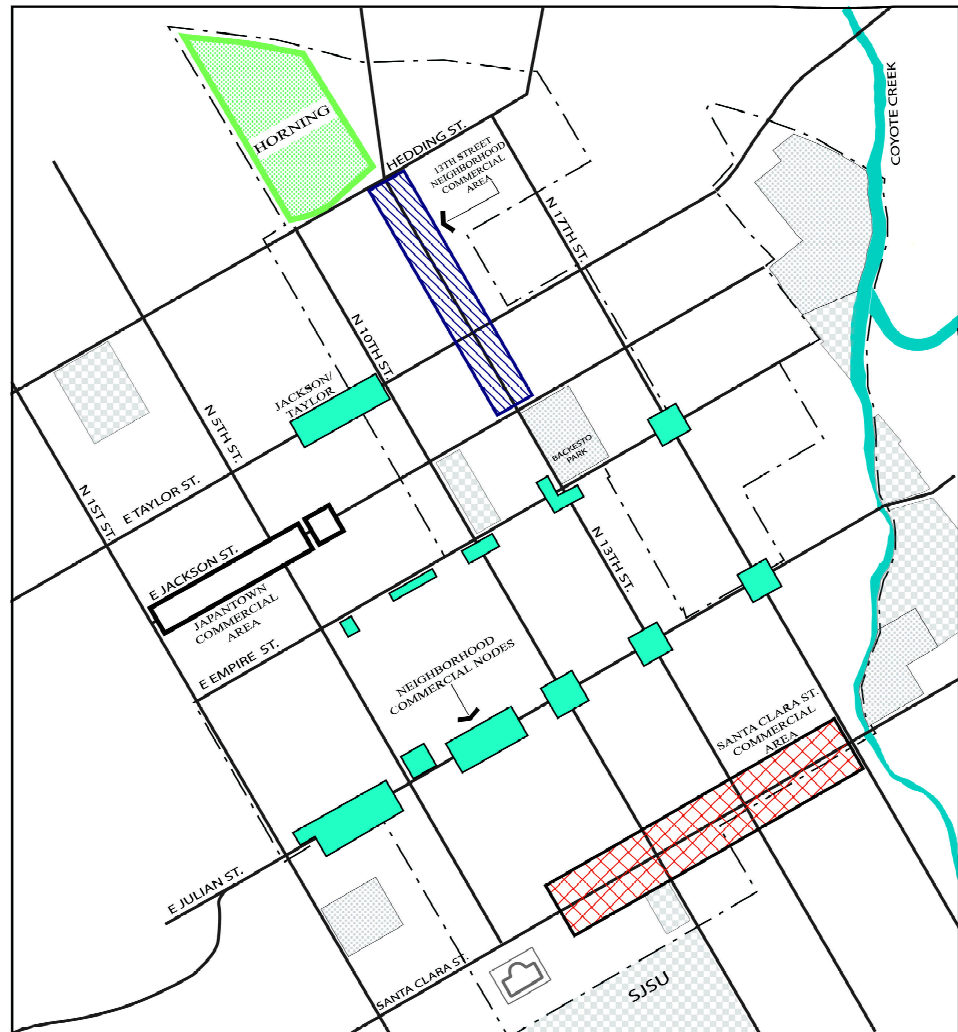 HORNING
HEDDING ST.
13TH STREET
NEIGHBORHOOD
COMMERCIAL
AREA
COYOTE CREEK
N 17TH ST.
N 10TH ST.
JACKSON/
TAYLOR
N 5TH ST.
N 1ST ST.
E TAYLOR ST.
BACKESTO
PARK
E JACKSON ST.
JAPANTOWN
COMMERCIAL
AREA
N 13TH ST.
E EMPIRE ST.
NEIGHBORHOOD
COMMERCIAL NODES
SANTA CLARA ST.
COMMERCIAL
AREA
E JULIAN ST.
SANTA CLARA ST.
SJSU